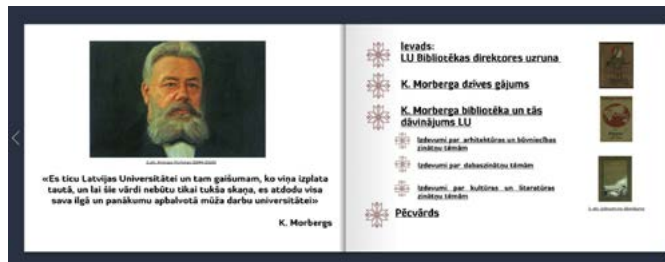 «Es ticu Latvijas Universitātei un tam gaišumam, ko viņa izplata
tautā, un lai šie vārdi nebūtu tikai tukša skaņa, es atdodu visa
sava ilgā un panākumu apbalvotā mūža darbu universitātei»
K. Morbergs
Ievads:
LU Bibliotēkas direktores uzruna
K. Morberga dzīves gājums
K. Morberga bibliotēka un tās
dāvinājums LU
Izdevumi par arhitektūras un būvniecības
zinātņu tēmām
Izdevumi par dabaszinātņu tēmām
Izdevumi par kultūras un literatūras
zinātņu tēmām
Pēcvārds